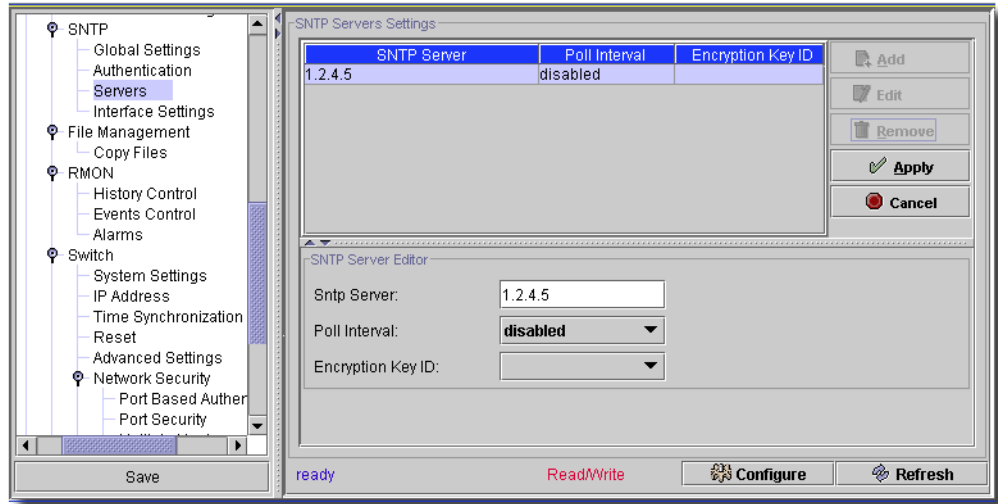 SNTP
Global Settings
Authentication
Servers
Interface Settings
File Management
Copy Files
RMON
History Control
Events Control
Alarms
Switch
System Settings
IP Address
Time Synchronization
Reset
Advanced Settings
Network Security
Port Based Auther
Port Security
Save
SNTP Servers Settings
SNTP Server Poll Interval Encryption Key ID
1.2.4.5 disabled
Add
Edit
Remove
Apply
Cancel
SNTP Server Editor
Sntp Server: 1.2.4.5
Poll Interval: disabled
Encryption Key ID:
ready Read/Write Configure Refresh